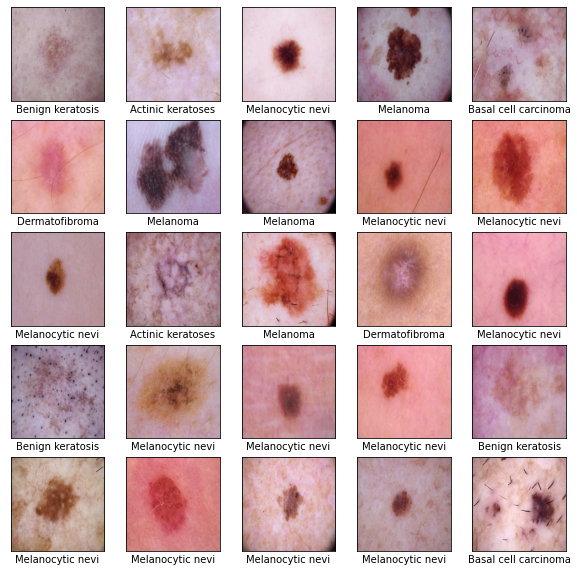 Benign keratosis
Actinic keratoses
Melanocytic nevi
Melanoma
Basal cell carcinoma
Dermatofibroma
Melanoma
Melanoma
Melanocytic nevi
Melanocytic nevi
Melanocytic nevi
Actinic keratoses
Melanoma
Dermatofibroma
Melanocytic nevi
Benign keratosis
Melanocytic nevi
Melanocytic nevi
Melanocytic nevi
Benign keratosis
Melanocytic nevi
Melanocytic nevi
Melanocytic nevi
Melanocytic nevi
Basal cell carcinoma